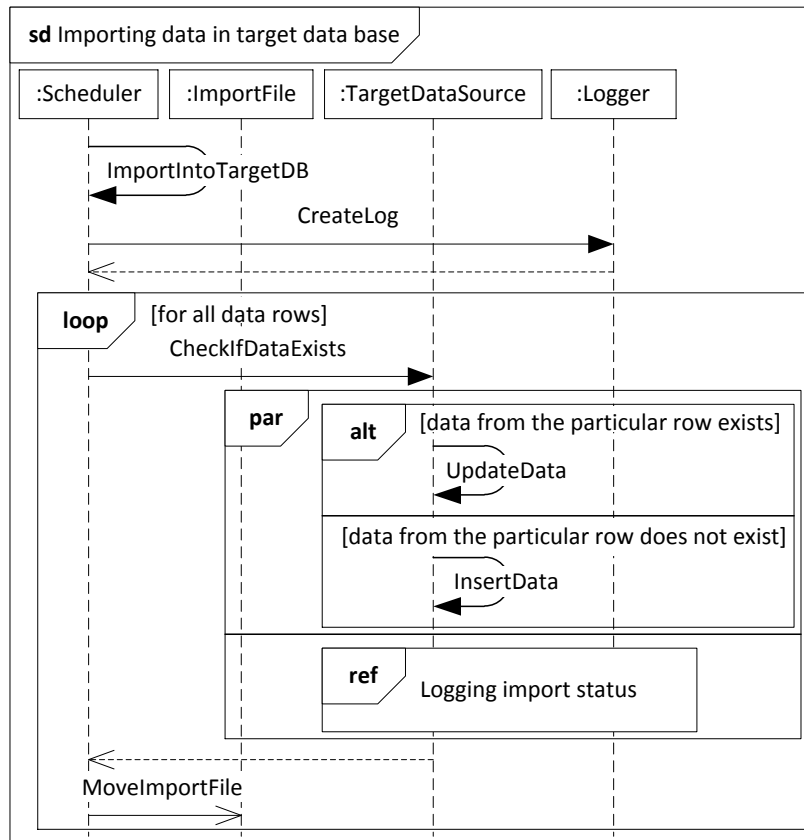 sd Importing data in target data base
:Scheduler :ImportFile :TargetDataSource :Logger
ImportIntoTargetDB
CreateLog
loop [for all data rows]
CheckIfDataExists
par alt [data from the particular row exists]
UpdateData
[data from the particular row does not exist]
InsertData
ref Logging import status
MoveImportFile